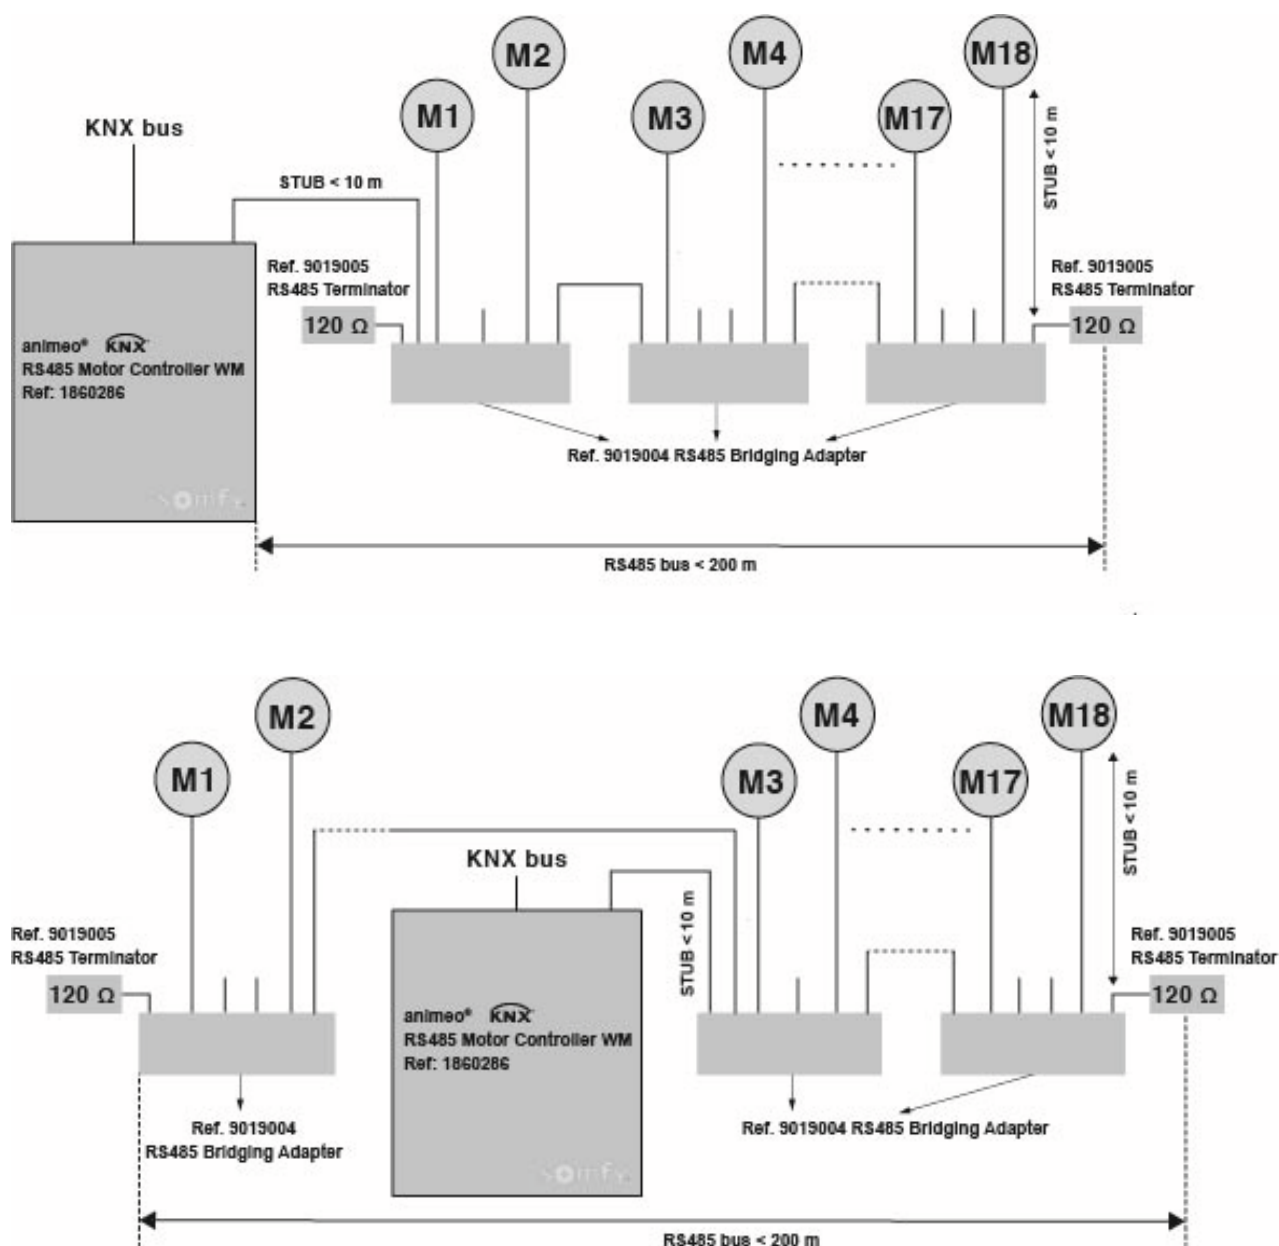 M2
M4
M18
M1
M3
M17
KNX bus
STUB < 10 m
STUB < 10 m
Ref. 9019005
RS485 Terminator
Ref. 9019005
RS485 Terminator
120 Ω
120 Ω
animeo® KNX
RS485 Motor Controller WM
Ref: 1860286
Ref. 9019004 RS485 Bridging Adapter
somfy.
RS485 bus < 200 m
M2
M4
M18
M1
M3
M17
STUB < 10 m
KNX bus
STUB < 10 m
Ref. 9019005
RS485 Terminator
Ref. 9019005
RS485 Terminator
120 Ω
120 Ω
animeo® KNX
RS485 Motor Controller WM
Ref: 1860286
Ref. 9019004
RS485 Bridging Adapter
Ref. 9019004 RS485 Bridging Adapter
somfy.
RS485 bus < 200 m